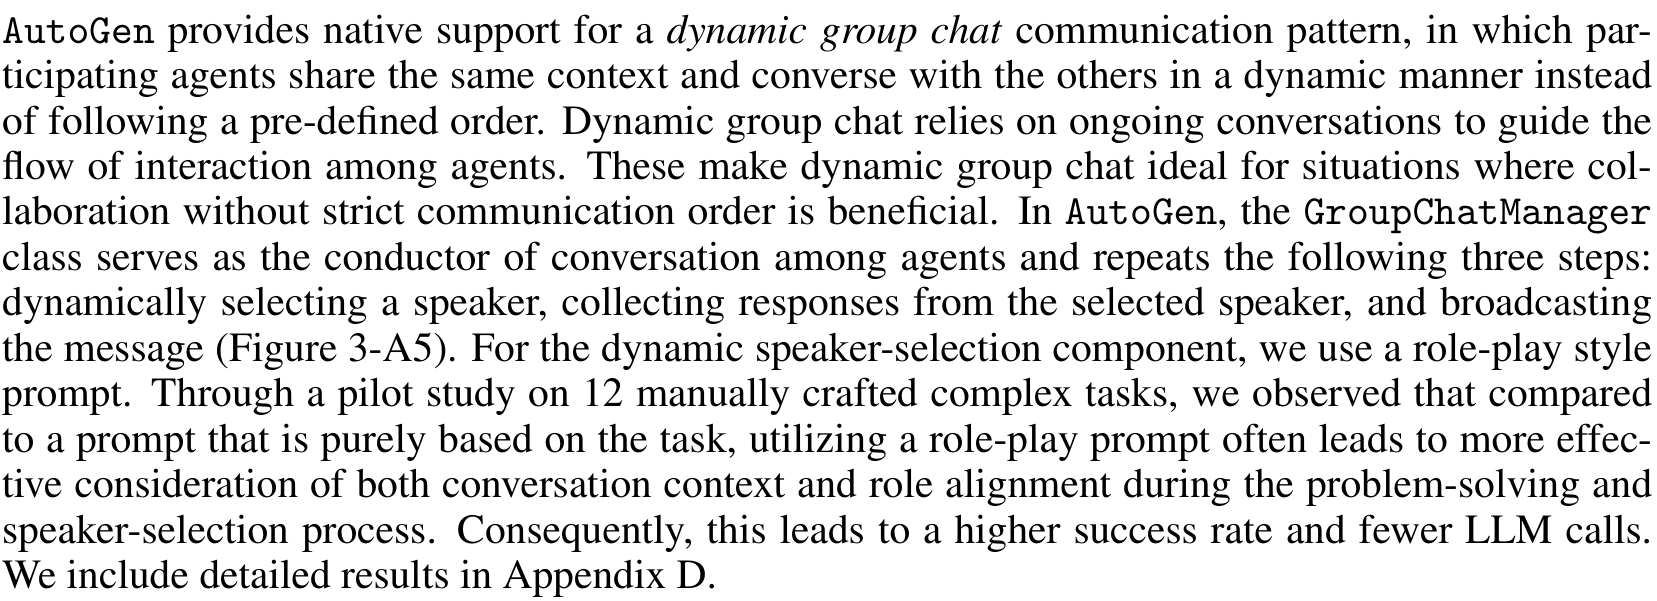 AutoGen provides native support for a dynamic group chat communication pattern, in which par-
ticipating agents share the same context and converse with the others in a dynamic manner instead
of following a pre-defined order. Dynamic group chat relies on ongoing conversations to guide the
flow of interaction among agents. These make dynamic group chat ideal for situations where col-
laboration without strict communication order is beneficial. In AutoGen, the GroupChatManager
class serves as the conductor of conversation among agents and repeats the following three steps:
dynamically selecting a speaker, collecting responses from the selected speaker, and broadcasting
the message (Figure 3-A5). For the dynamic speaker-selection component, we use a role-play style
prompt. Through a pilot study on 12 manually crafted complex tasks, we observed that compared
to a prompt that is purely based on the task, utilizing a role-play prompt often leads to more effec-
tive consideration of both conversation context and role alignment during the problem-solving and
speaker-selection process. Consequently, this leads to a higher success rate and fewer LLM calls.
We include detailed results in Appendix D.